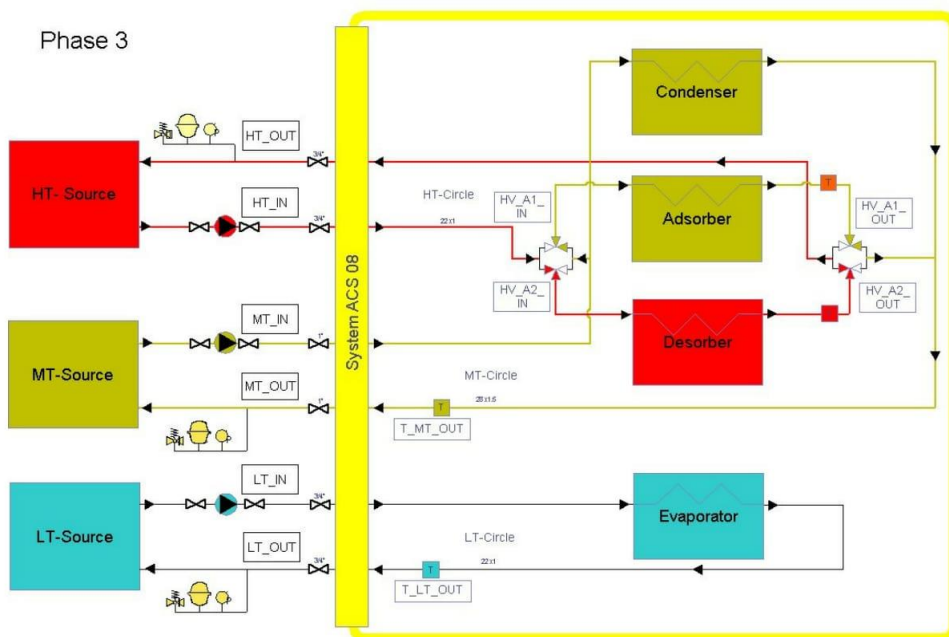 Phase 3
Condenser
HT_OUT
3/4"
HT- Source
HT_IN
3/4"
HT-Circle
22x1
HV_A1_
IN
Adsorber
T
HV_A1_
OUT
HV_A2_
IN
HV_A2_
OUT
System ACS 08
MT_IN
1"
Desorber
MT-Source
MT_OUT
1"
MT-Circle
28x1,5
T
T_MT_OUT
LT_IN
3/4"
Evaporator
LT-Source
LT_OUT
3/4"
LT-Circle
22x1
T
T_LT_OUT